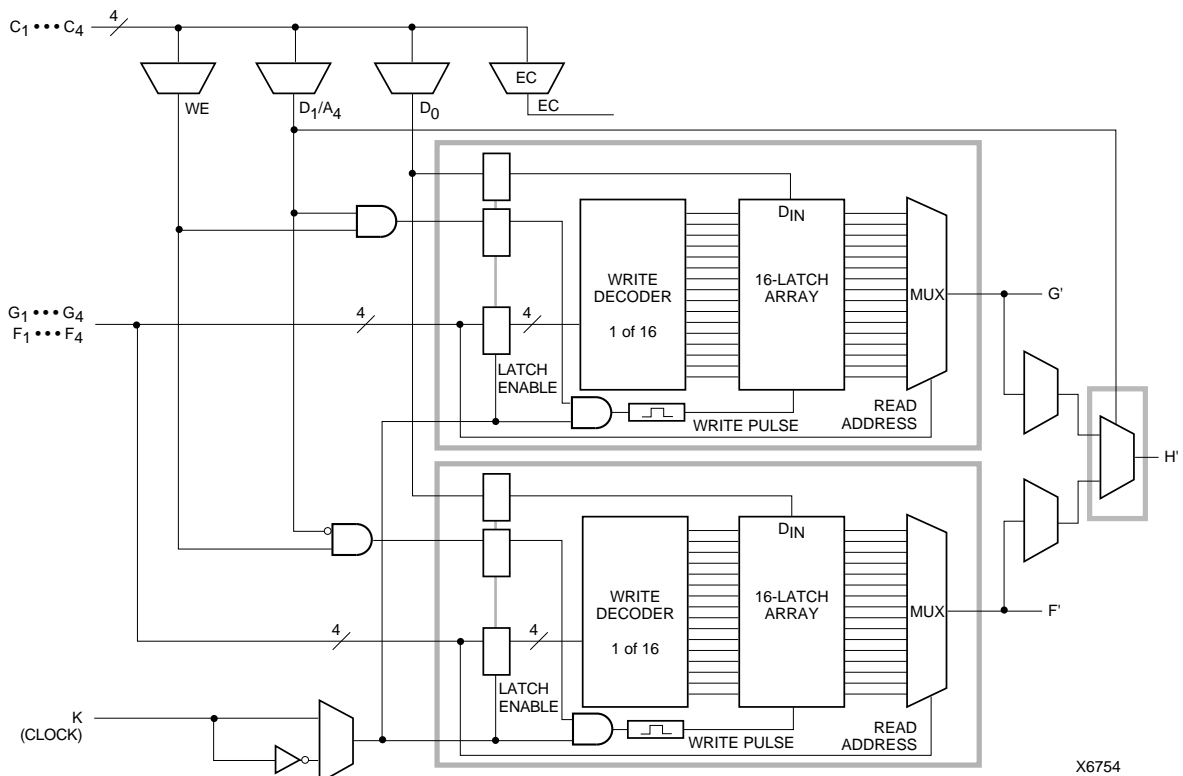 C1 ••• C4
4
EC
WE
D1/A4
D0
EC
DIN
WRITE
DECODER
1 of 16
16-LATCH
ARRAY
MUX
G'
G1 ••• G4
F1 ••• F4
4
4
LATCH
ENABLE
WRITE PULSE
READ
ADDRESS
H'
DIN
WRITE
DECODER
1 of 16
16-LATCH
ARRAY
MUX
F'
4
4
LATCH
ENABLE
WRITE PULSE
READ
ADDRESS
K
(CLOCK)
X6754